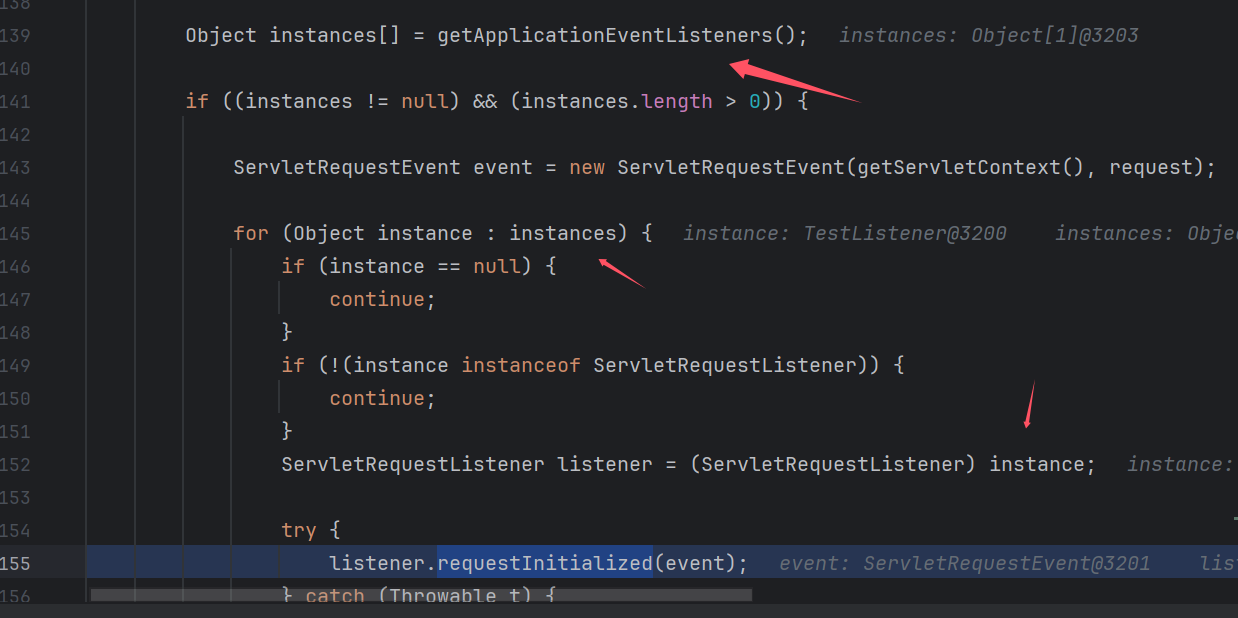 138
139 Object instances[] = getApplicationEventListeners(); instances: Object[1]@3203
140
141 if ((instances != null) && (instances.length > 0)) {
142
143 ServletRequestEvent event = new ServletRequestEvent(getServletContext(), request);
144
145 for (Object instance : instances) { instance: TestListener@3200 instances: Obje
146 if (instance == null) {
147 continue;
148 }
149 if (!(instance instanceof ServletRequestListener)) {
150 continue;
151 }
152 ServletRequestListener listener = (ServletRequestListener) instance; instance:
153
154 try {
155 listener.requestInitialized(event); event: ServletRequestEvent@3201 lis
156 } catch (Throwable t) {